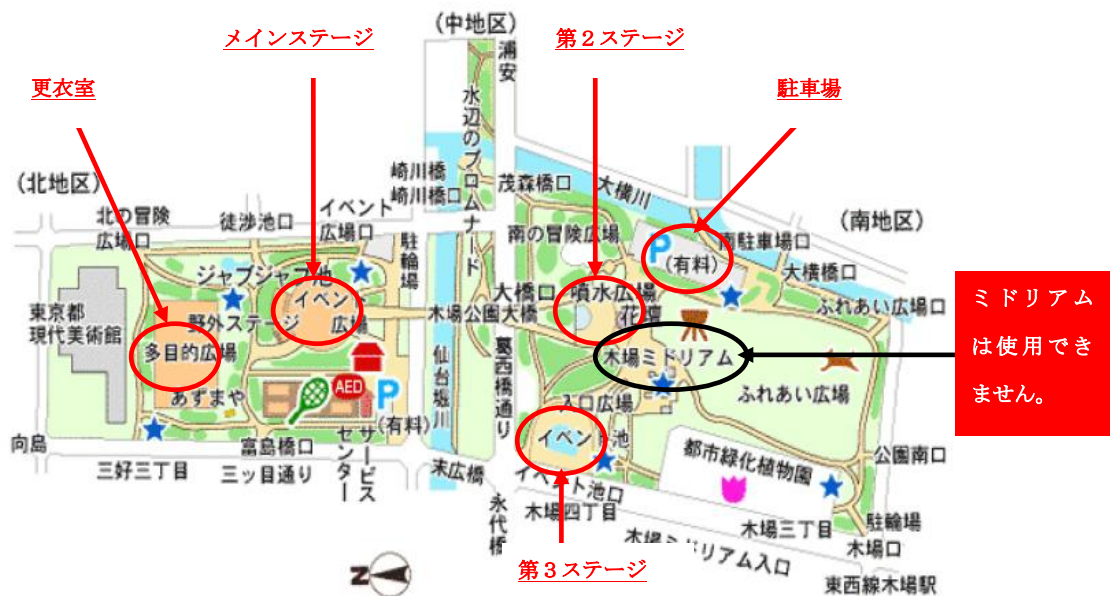 (中地区)
メインステージ
第2ステージ
更衣室
駐車場
浦安
水辺のプロムナード
崎川橋
崎川橋口
茂森橋口
大横川
(北地区)
(南地区)
北の冒険
広場口
徒渉池口
イベント
広場口
駐輪場
南の冒険広場
P
(有料)
南駐車場口
大横橋口
ジャブジャブ池
イベン
広場
木場公園大橋
大橋口
噴水広場
花壇
ふれあい広場口
ミドリアム
は使用でき
ません。
東京都
現代美術館
野外ステージ
多目的広場
仙台堀川
葛西橋通り
木場ミドリアム
ふれあい広場
あずまや
AED
P
(有料)
入口広場
イベン
池
都市緑化植物園
公園南口
向島
富島橋口
サービス
センター
三好三丁目
三ッ目通り
末広橋
永代橋
イベント池口
木場四丁目
木場三丁目
駐輪場
木場口
木場ミドリアム入口
東西線木場駅
第3ステージ
Z